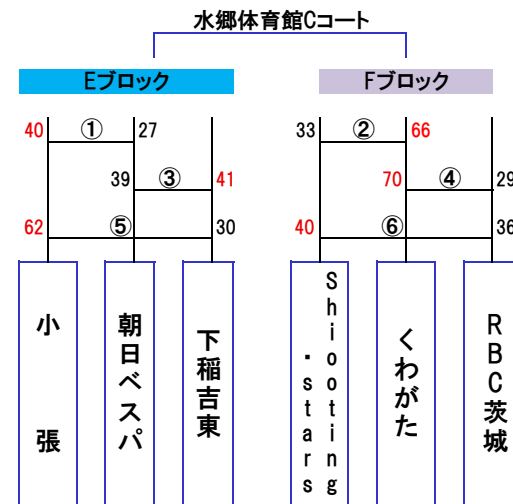 水郷体育館Cコート
Eブロック
Fブロック
40 ① 27
33 ② 66
39 ③ 41
70 ④ 29
62 ⑤ 30
40 ⑥ 36
小張
朝日ベスパ
下稲吉東
Shooting
・stars
くわがた
RBC茨城